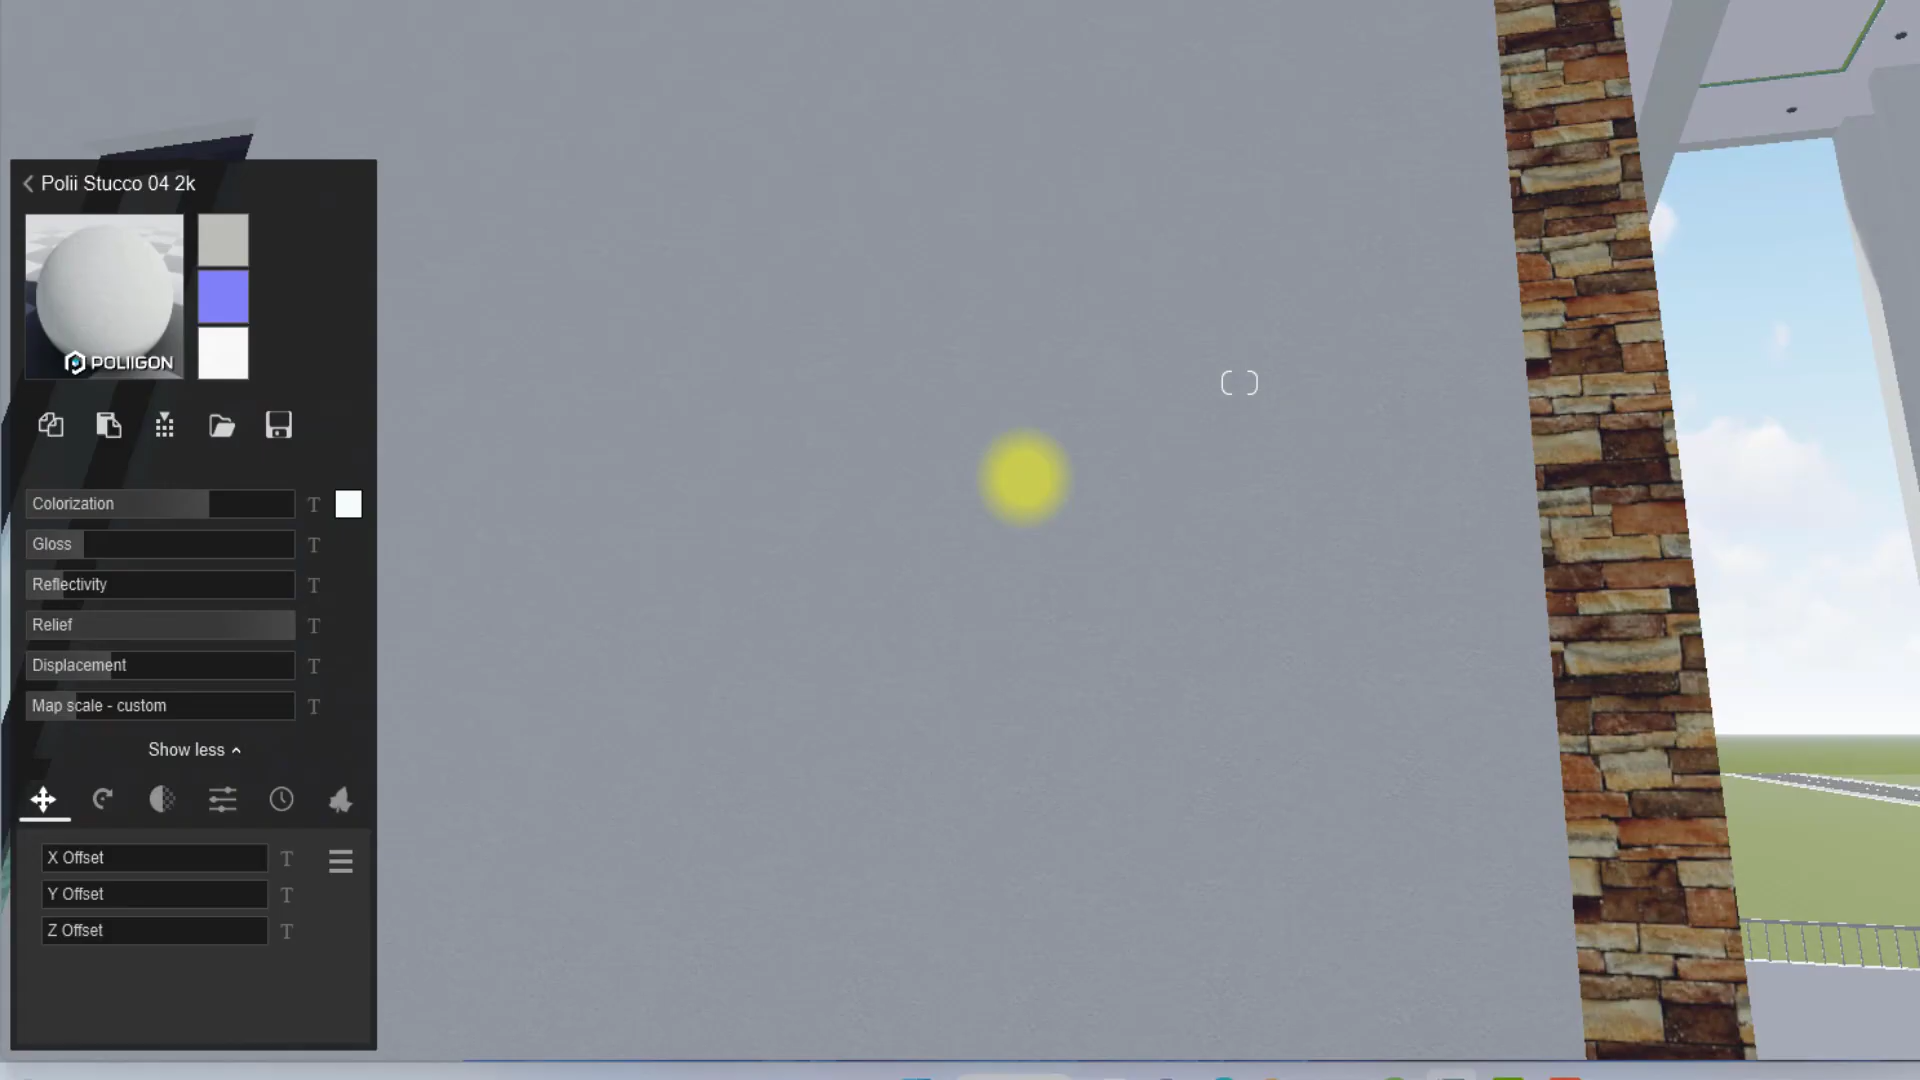 Polii Stucco 04 2k
POLIIGON
Colorization T
Gloss T
Reflectivity T
Relief T
Displacement T
Map scale - custom T
Show less
X Offset T
Y Offset T
Z Offset T